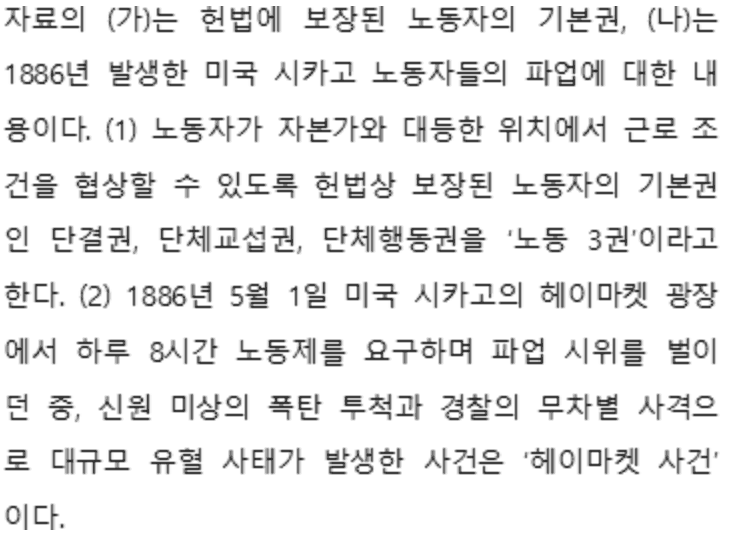 자료의 (가)는 헌법에 보장된 노동자의 기본권, (나)는
1886년 발생한 미국 시카고 노동자들의 파업에 대한 내
용이다. (1) 노동자가 자본가와 대등한 위치에서 근로 조
건을 협상할 수 있도록 헌법상 보장된 노동자의 기본권
인 단결권, 단체교섭권, 단체행동권을 ‘노동 3권’이라고
한다. (2) 1886년 5월 1일 미국 시카고의 헤이마켓 광장
에서 하루 8시간 노동제를 요구하며 파업 시위를 벌이
던 중, 신원 미상의 폭탄 투척과 경찰의 무차별 사격으
로 대규모 유혈 사태가 발생한 사건은 ‘헤이마켓 사건’
이다.